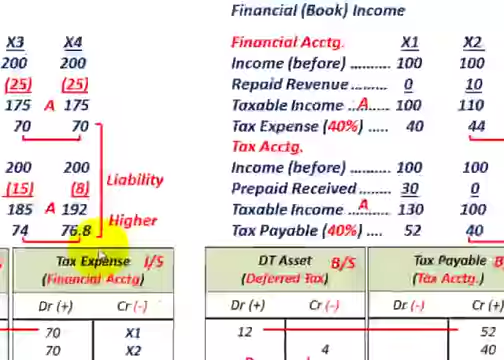 Financial (Book) Income
X3 X4
200 200
(25) (25)
175 A 175
70 70
200 200
(15) (8)
185 A 192
74 76.8
Liability
Higher
Financial Acctg. X1 X2
Income (before) .......... 100 100
Repaid Revenue ......... 0 10
Taxable Income ...A..... 100 110
Tax Expense (40%) ..... 40 44
Tax Acctg.
Income (before) .......... 100 100
Prepaid Received ....... 30 0
Taxable Income ...A..... 130 100
Tax Payable (40%) ..... 52 40
Tax Expense I/S
(Financial Acctg.)
Dr (+) Cr (-)
70 X1
70 X2
DT Asset B/S
(Deferred Tax)
Dr (+) Cr (-)
12
4
Tax Payable B
(Tax Acctg.)
Dr (-) Cr (+)
52
40